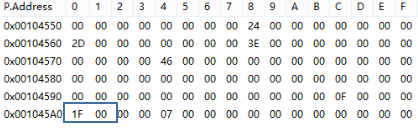 P.Address 0 1 2 3 4 5 6 7 8 9 A B C D E F
0x00104550 00 00 00 00 00 00 00 00 24 00 00 00 00 00 00 00
0x00104560 2D 00 00 00 00 00 00 00 3E 00 00 00 00 00 00 00
0x00104570 00 00 00 00 46 00 00 00 00 00 00 00 00 00 00 00
0x00104580 00 00 00 00 00 00 00 00 00 00 00 00 00 00 00 00
0x00104590 00 00 00 00 00 00 00 00 00 00 00 00 0F 00 00 00
0x001045A0 1F 00 00 00 07 00 00 00 00 00 00 00 00 00 00 00